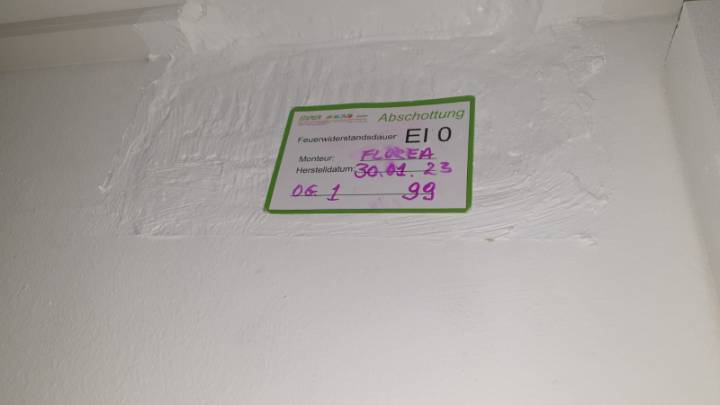 Abschottung
Feuerwiderstandsdauer EI 0
Monteur: FLOREA
Herstelldatum: 30.01.23
OG 1 99